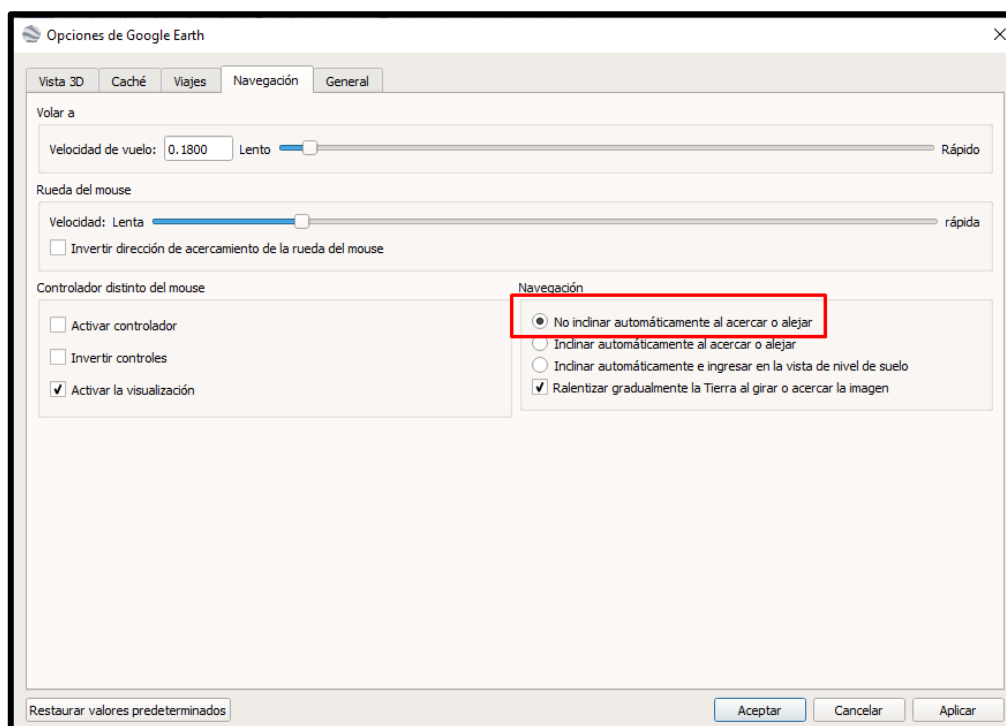 Opciones de Google Earth
Vista 3D Caché Viajes Navegación General
Volar a
Velocidad de vuelo: 0.1800 Lento Rápido
Rueda del mouse
Velocidad: Lenta rápida
Invertir dirección de acercamiento de la rueda del mouse
Controlador distinto del mouse
Activar controlador
Invertir controles
Activar la visualización
Navegación
No inclinar automáticamente al acercar o alejar
Inclinar automáticamente al acercar o alejar
Inclinar automáticamente e ingresar en la vista de nivel de suelo
Ralentizar gradualmente la Tierra al girar o acercar la imagen
Restaurar valores predeterminados Aceptar Cancelar Aplicar